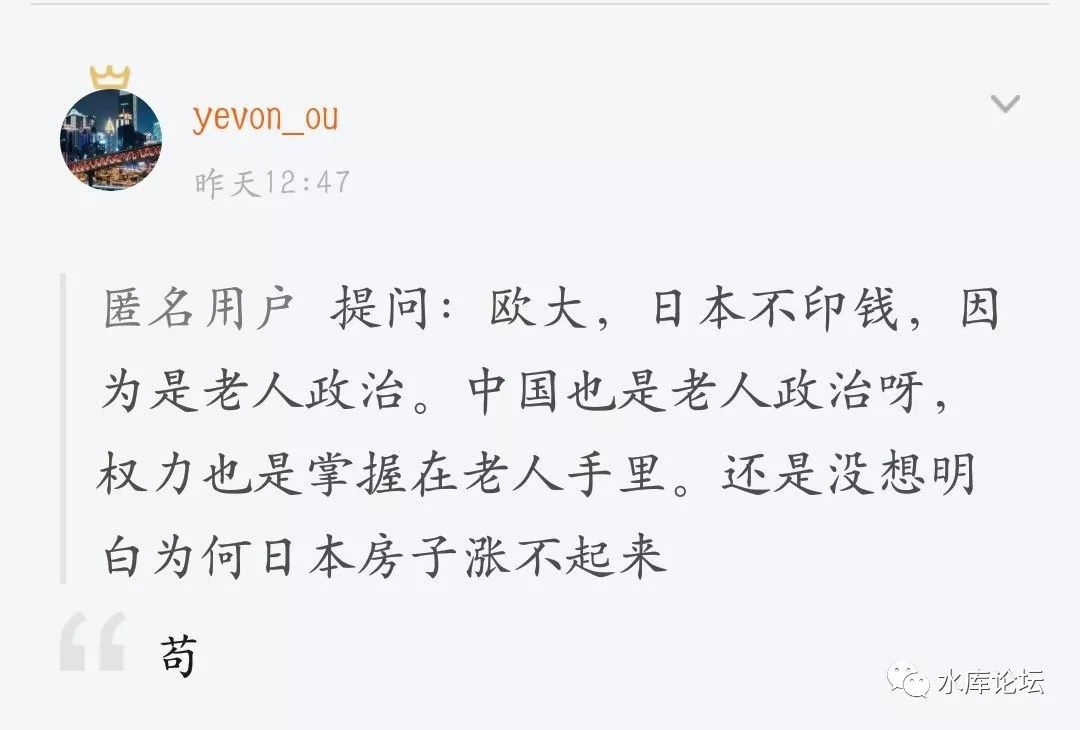 yevon_ou
昨天12:47
匿名用户 提问：欧大，日本不印钱，因
为是老人政治。中国也是老人政治呀，
权力也是掌握在老人手里。还是没想明
白为何日本房子涨不起来
苟
水库论坛